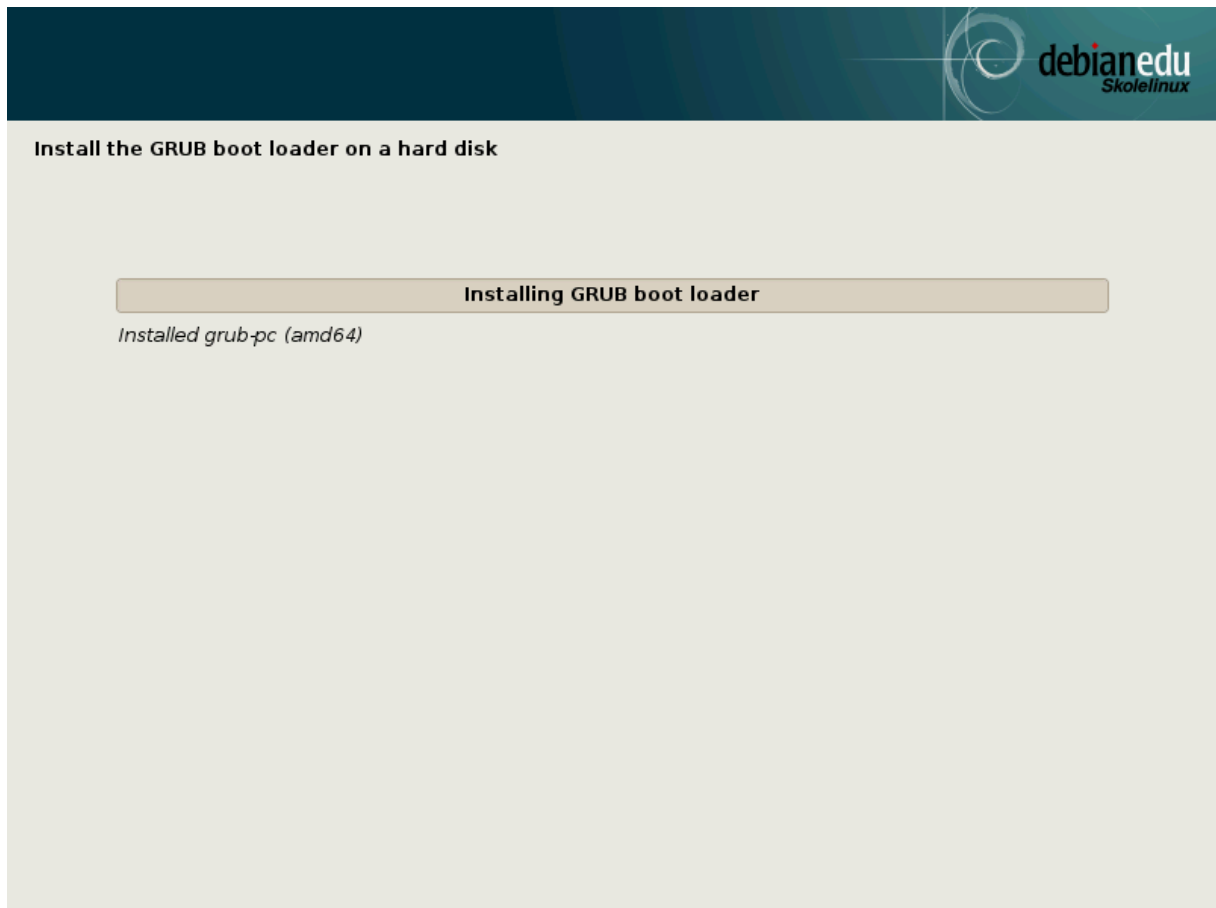 debianedu
Skolelinux
Install the GRUB boot loader on a hard disk
Installing GRUB boot loader
Installed grub-pc (amd64)